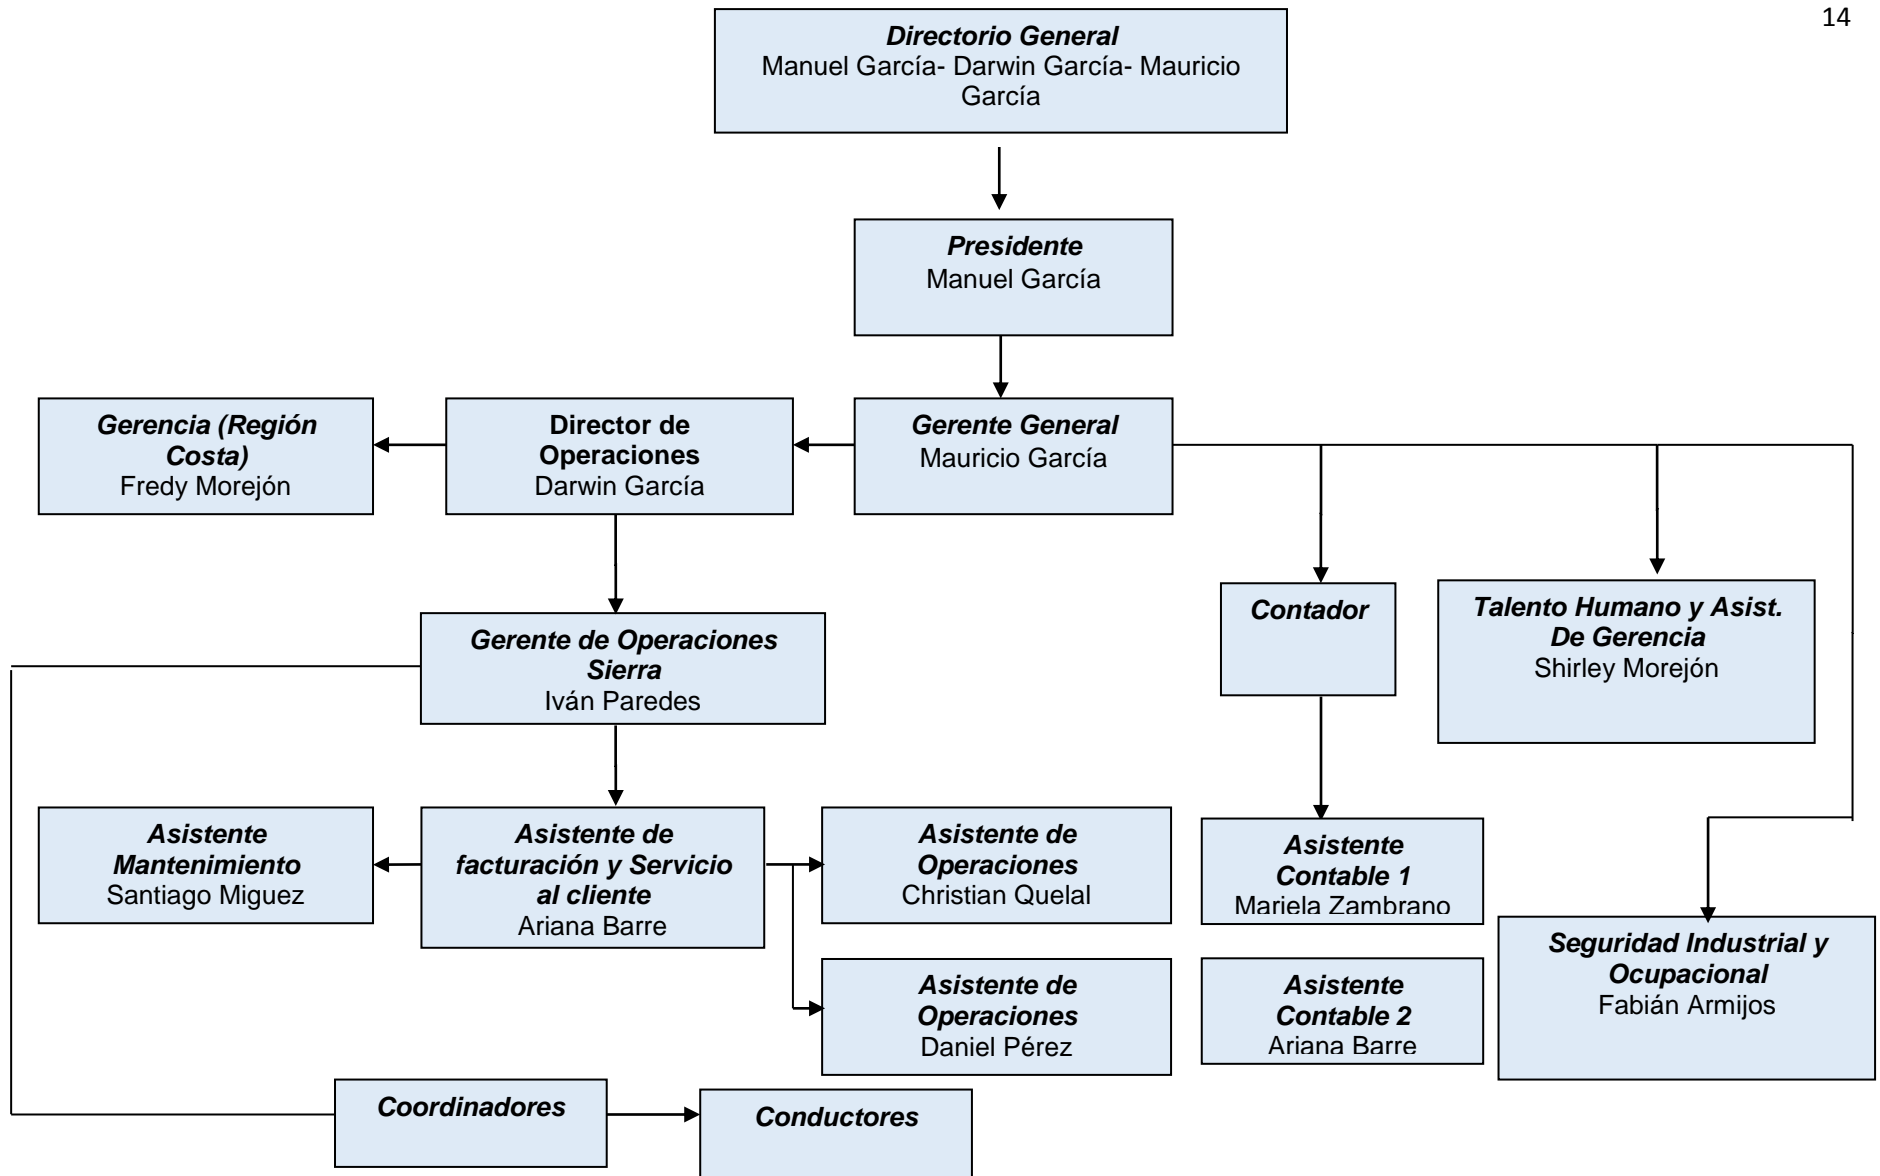 14
Directorio General
Manuel García- Darwin García- Mauricio
García
Presidente
Manuel García
Gerencia (Región
Costa)
Fredy Morejón
Director de
Operaciones
Darwin García
Gerente General
Mauricio García
Gerente de Operaciones
Sierra
Iván Paredes
Contador
Talento Humano y Asist.
De Gerencia
Shirley Morejón
Asistente
Mantenimiento
Santiago Miguez
Asistente de
facturación y Servicio
al cliente
Ariana Barre
Asistente de
Operaciones
Christian Quelal
Asistente
Contable 1
Mariela Zambrano
Seguridad Industrial y
Ocupacional
Fabián Armijos
Asistente de
Operaciones
Daniel Pérez
Asistente
Contable 2
Ariana Barre
Coordinadores
Conductores